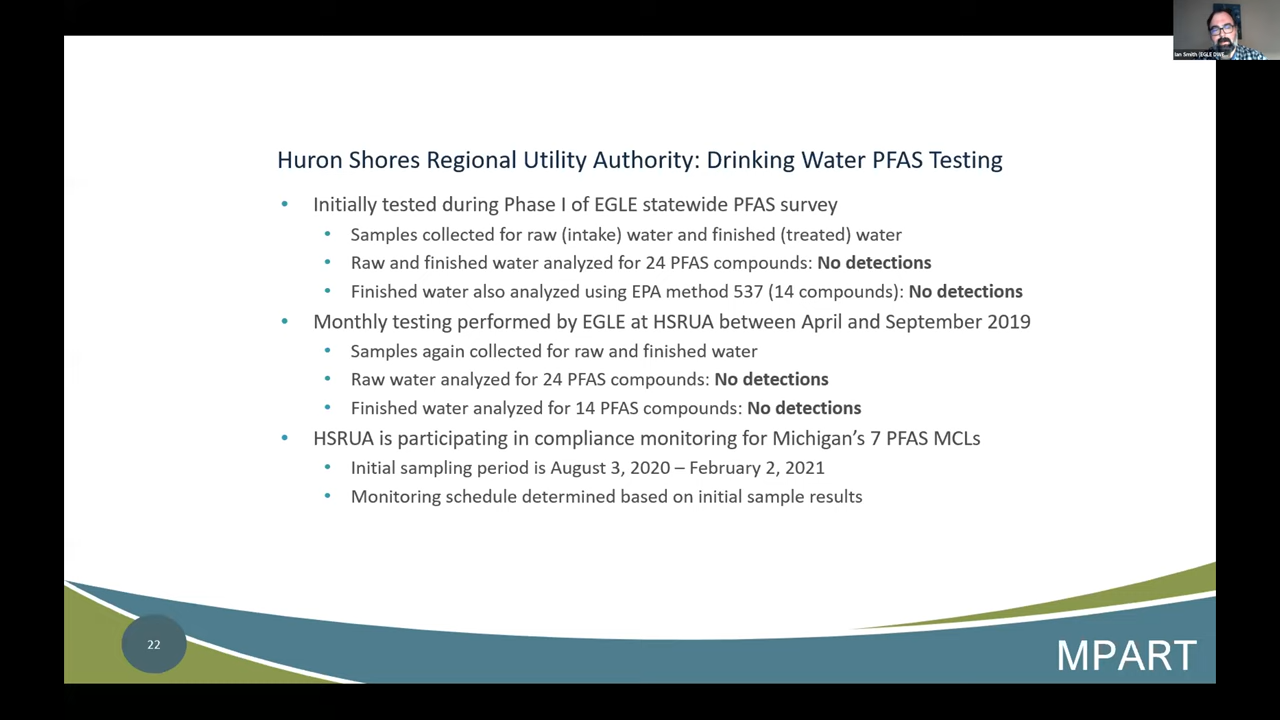 Ian Smith (EGLE DWE...
Huron Shores Regional Utility Authority: Drinking Water PFAS Testing
• Initially tested during Phase I of EGLE statewide PFAS survey
• Samples collected for raw (intake) water and finished (treated) water
• Raw and finished water analyzed for 24 PFAS compounds: No detections
• Finished water also analyzed using EPA method 537 (14 compounds): No detections
• Monthly testing performed by EGLE at HSRUA between April and September 2019
• Samples again collected for raw and finished water
• Raw water analyzed for 24 PFAS compounds: No detections
• Finished water analyzed for 14 PFAS compounds: No detections
• HSRUA is participating in compliance monitoring for Michigan’s 7 PFAS MCLs
• Initial sampling period is August 3, 2020 – February 2, 2021
• Monitoring schedule determined based on initial sample results
22
MPART